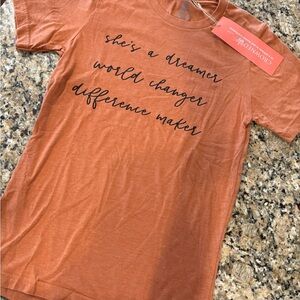 she's a dreamer
world changer
difference maker